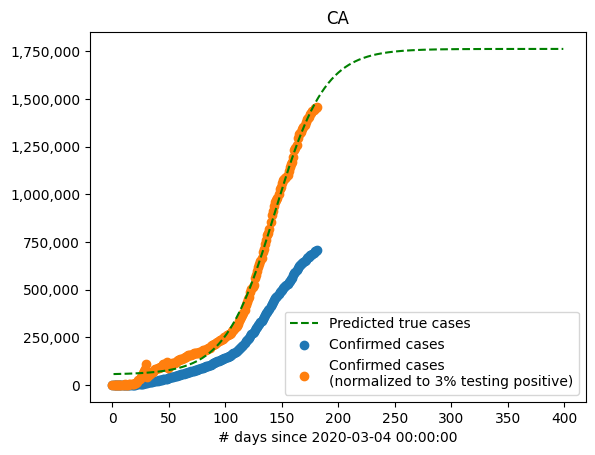 CA
1,750,000
1,500,000
1,250,000
1,000,000
750,000
500,000
250,000
0
Predicted true cases
Confirmed cases
Confirmed cases
(normalized to 3% testing positive)
0 50 100 150 200 250 300 350 400
# days since 2020-03-04 00:00:00